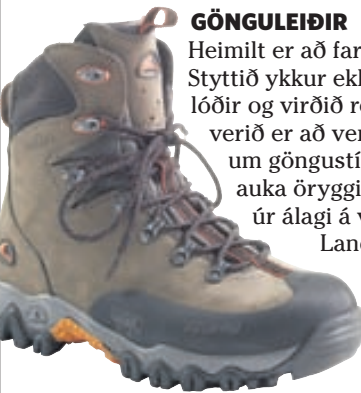 GÖNGULEIÐIR
Heimilt er að far
Styttið ykkur ekk
lóðir og virðið re
verið er að ver
um göngustí
auka öryggi
úr álagi á v
Land